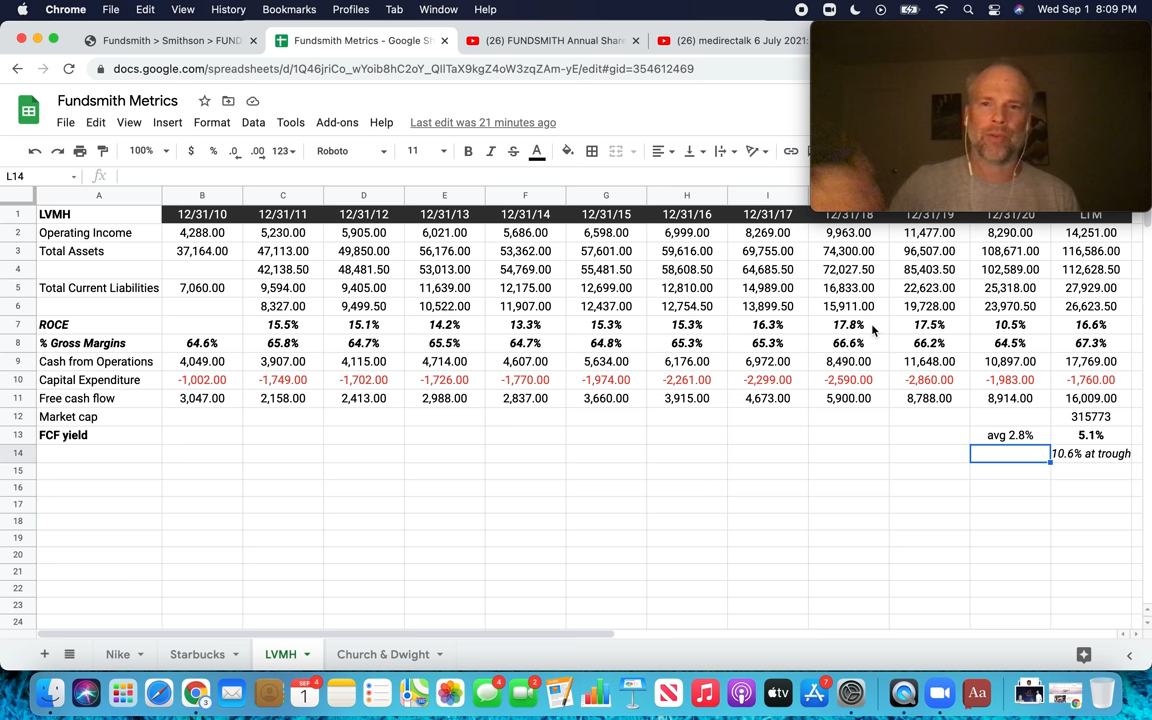 Chrome File Edit View History Bookmarks Profiles Tab Window Help Wed Sep 1 8:09 PM
Fundsmith > Smithson > FUND Fundsmith Metrics - Google Sh (26) FUNDSMITH Annual Share (26) medirectalk 6 July 2021:
docs.google.com/spreadsheets/d/1Q46jriCo_wYoib8hC2oY_QIITaX9kgZ4oW3zqZAm-yE/edit#gid=354612469
Fundsmith Metrics
File Edit View Insert Format Data Tools Add-ons Help Last edit was 21 minutes ago
100% $ % .0 .00 123 Roboto 11 B I S A
L14 fx
A B C D E F G H I J K L M
1 LVMH 12/31/10 12/31/11 12/31/12 12/31/13 12/31/14 12/31/15 12/31/16 12/31/17 12/31/18 12/31/19 12/31/20 LTM
2 Operating Income 4,288.00 5,230.00 5,905.00 6,021.00 5,686.00 6,598.00 6,999.00 8,269.00 9,963.00 11,477.00 8,290.00 14,251.00
3 Total Assets 37,164.00 47,113.00 49,850.00 56,176.00 53,362.00 57,601.00 59,616.00 69,755.00 74,300.00 96,507.00 108,671.00 116,586.00
4 42,138.50 48,481.50 53,013.00 54,769.00 55,481.50 58,608.50 64,685.50 72,027.50 85,403.50 102,589.00 112,628.50
5 Total Current Liabilities 7,060.00 9,594.00 9,405.00 11,639.00 12,175.00 12,699.00 12,810.00 14,989.00 16,833.00 22,623.00 25,318.00 27,929.00
6 8,327.00 9,499.50 10,522.00 11,907.00 12,437.00 12,754.50 13,899.50 15,911.00 19,728.00 23,970.50 26,623.50
7 ROCE 15.5% 15.1% 14.2% 13.3% 15.3% 15.3% 16.3% 17.8% 17.5% 10.5% 16.6%
8 % Gross Margins 64.6% 65.8% 64.7% 65.5% 64.7% 64.8% 65.3% 65.3% 66.6% 66.2% 64.5% 67.3%
9 Cash from Operations 4,049.00 3,907.00 4,115.00 4,714.00 4,607.00 5,634.00 6,176.00 6,972.00 8,490.00 11,648.00 10,897.00 17,769.00
10 Capital Expenditure -1,002.00 -1,749.00 -1,702.00 -1,726.00 -1,770.00 -1,974.00 -2,261.00 -2,299.00 -2,590.00 -2,860.00 -1,983.00 -1,760.00
11 Free cash flow 3,047.00 2,158.00 2,413.00 2,988.00 2,837.00 3,660.00 3,915.00 4,673.00 5,900.00 8,788.00 8,914.00 16,009.00
12 Market cap 315773
13 FCF yield avg 2.8% 5.1%
14 10.6% at trough
15
16
17
18
19
20
21
22
23
24
Nike Starbucks LVMH Church & Dwight
SEP 1 3 4 4 2 tv 7 Aa